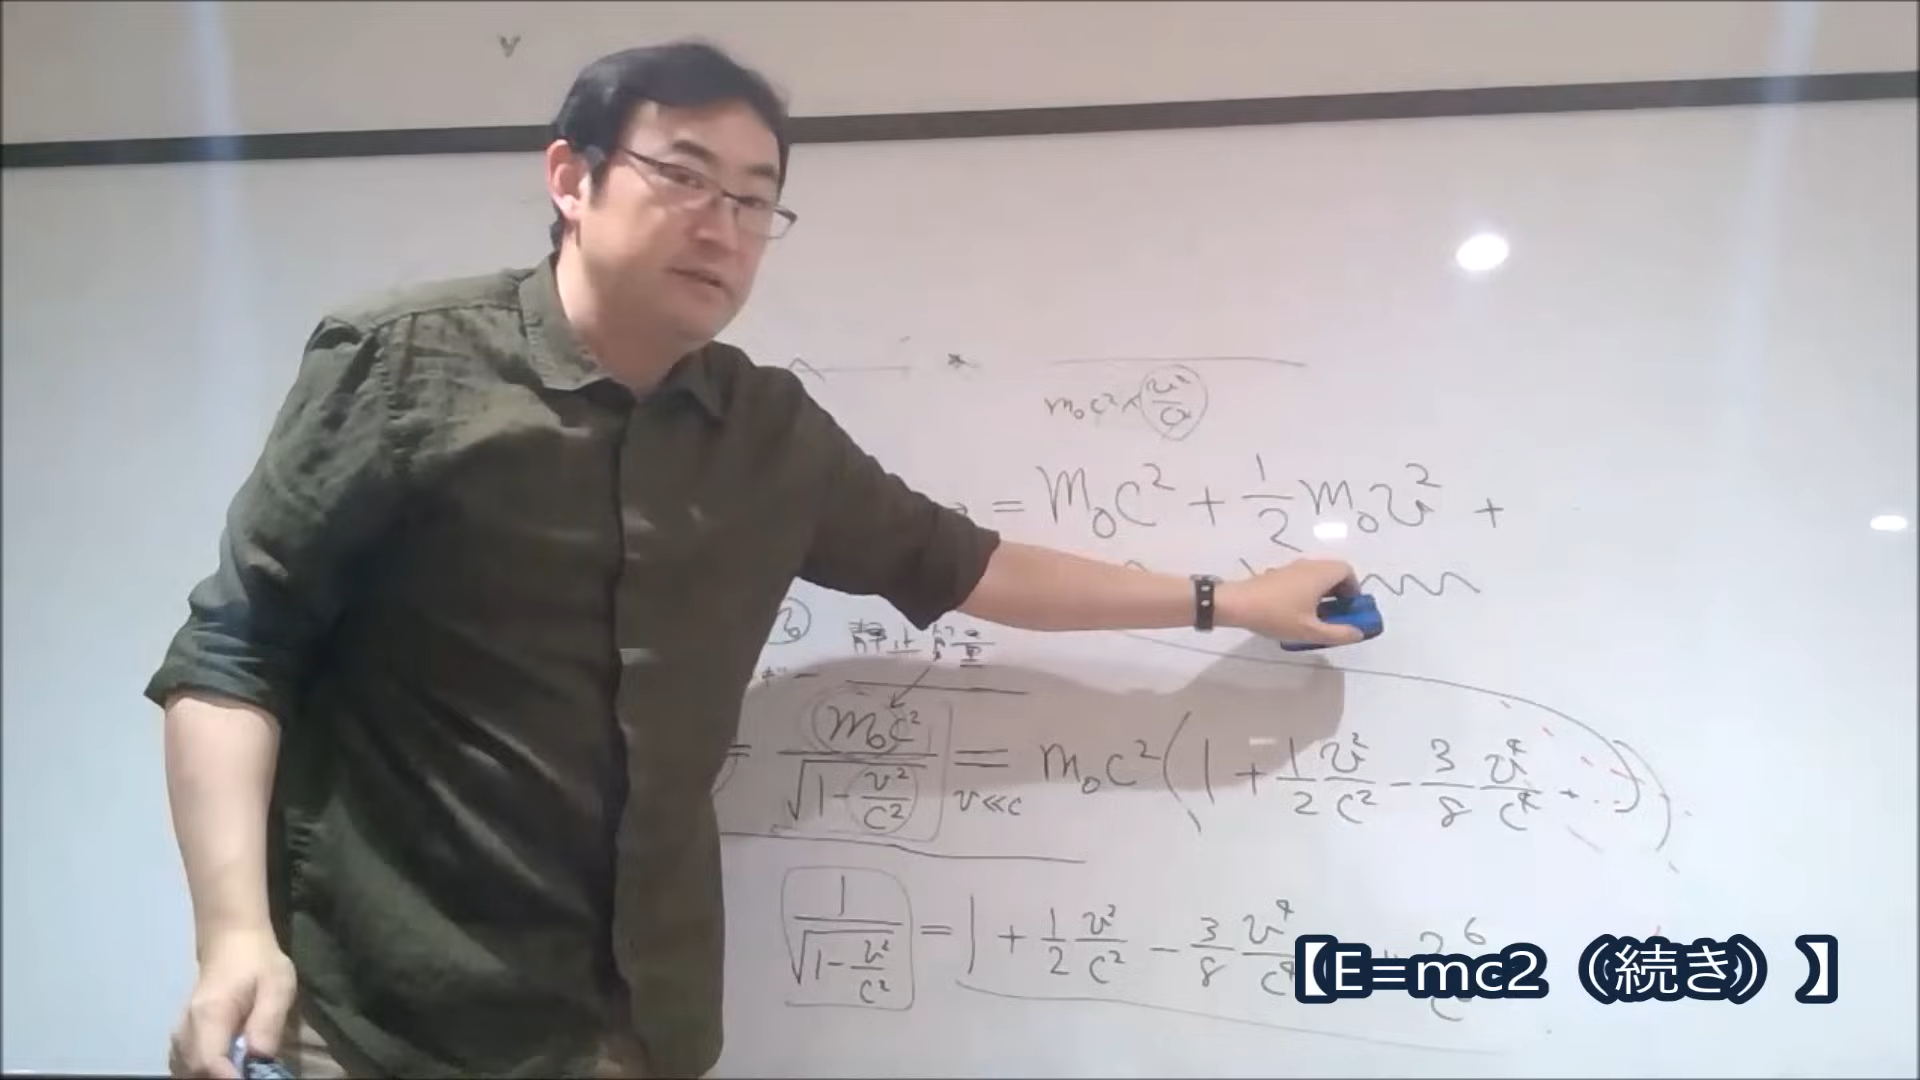 m₀c² × v²/c²
= m₀c² + 1/2 m₀v² +
静止質量
= m₀c² / √(1 - v²/c²) = m₀c² (1 + 1/2 v²/c² - 3/8 v⁴/c⁴ + ...)
v≪c
1 / √(1 - v²/c²) = 1 + 1/2 v²/c² - 3/8 v⁴/c⁴
【E=mc2（続き）】